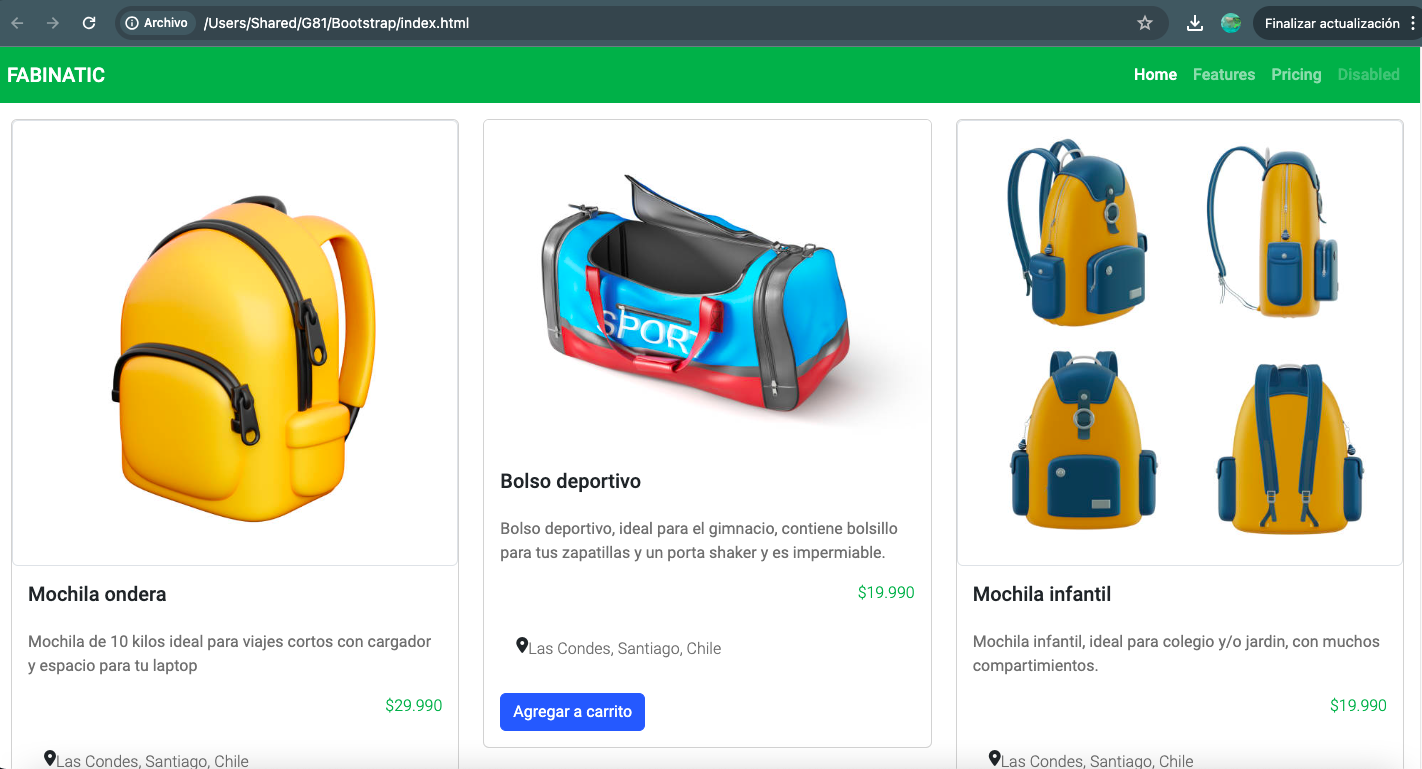 Archivo /Users/Shared/G81/Bootstrap/index.html Finalizar actualización
FABINATIC Home Features Pricing Disabled
SPORT
Mochila ondera
Mochila de 10 kilos ideal para viajes cortos con cargador
y espacio para tu laptop
$29.990
Las Condes, Santiago, Chile
Bolso deportivo
Bolso deportivo, ideal para el gimnacio, contiene bolsillo
para tus zapatillas y un porta shaker y es impermiable.
$19.990
Las Condes, Santiago, Chile
Agregar a carrito
Mochila infantil
Mochila infantil, ideal para colegio y/o jardin, con muchos
compartimientos.
$19.990
Las Condes, Santiago, Chile